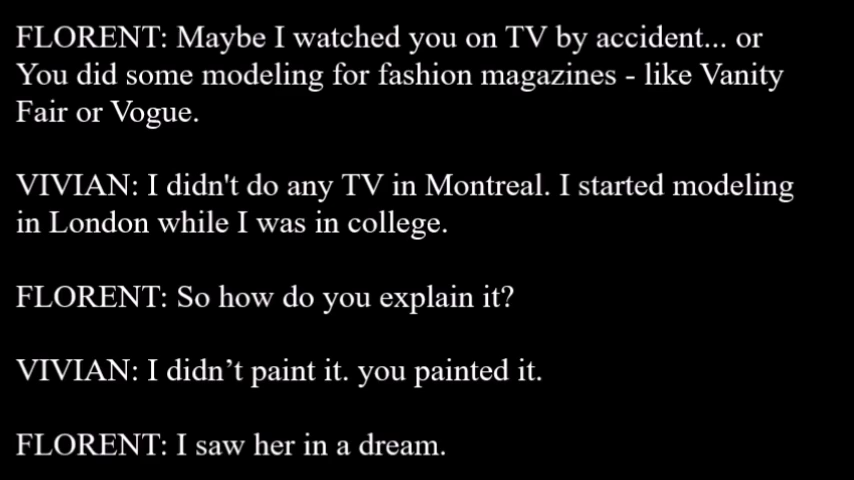 FLORENT: Maybe I watched you on TV by accident... or
You did some modeling for fashion magazines - like Vanity
Fair or Vogue.
VIVIAN: I didn't do any TV in Montreal. I started modeling
in London while I was in college.
FLORENT: So how do you explain it?
VIVIAN: I didn’t paint it. you painted it.
FLORENT: I saw her in a dream.